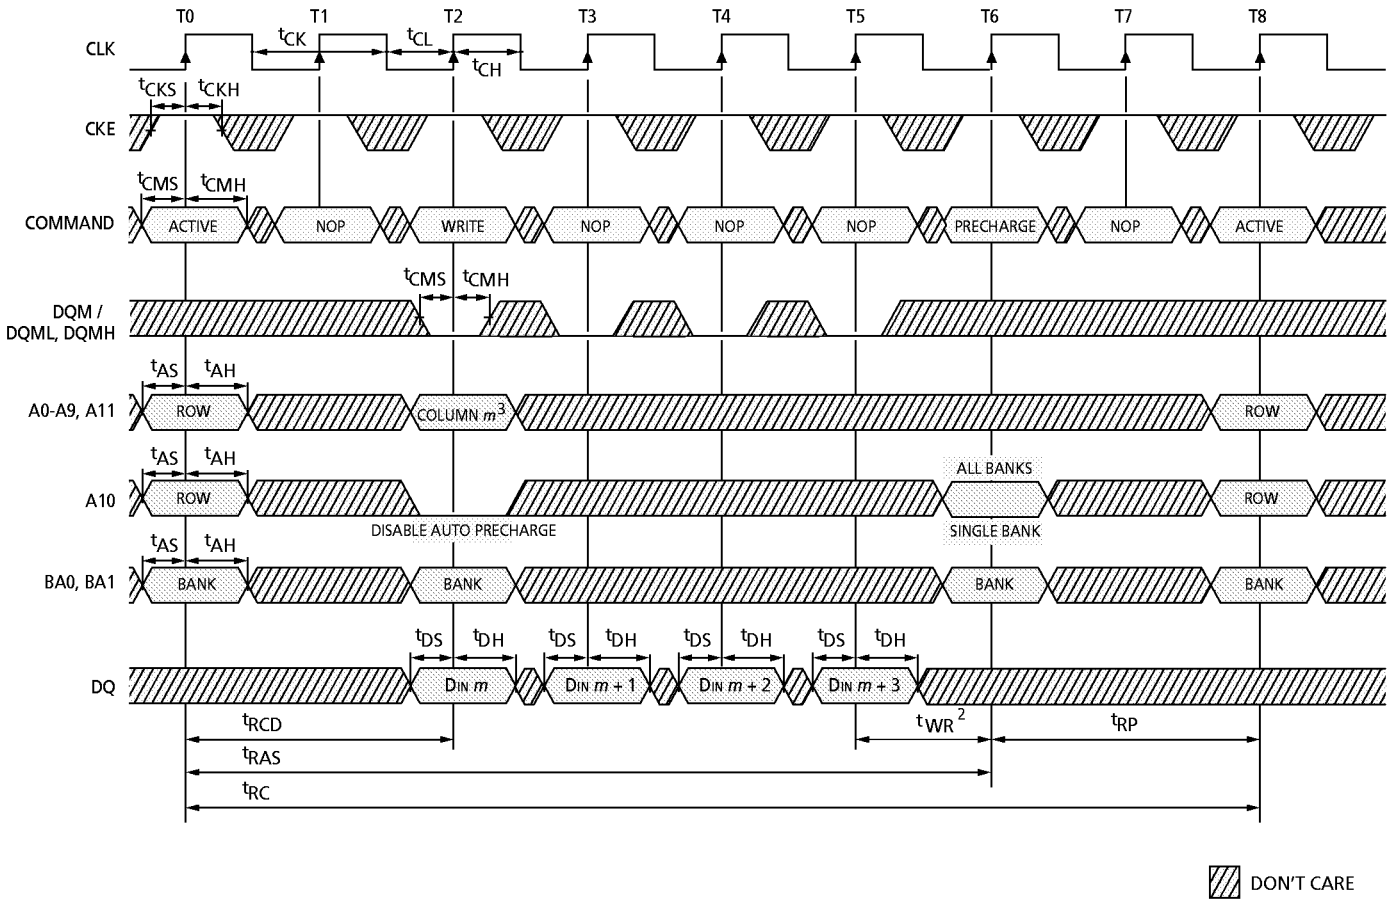 T0 T1 T2 T3 T4 T5 T6 T7 T8
CLK
tCK tCL
tCH
tCKS tCKH
CKE
tCMS tCMH
COMMAND ACTIVE NOP WRITE NOP NOP NOP PRECHARGE NOP ACTIVE
tCMS tCMH
DQM /
DQML, DQMH
tAS tAH
A0-A9, A11 ROW COLUMN m3 ROW
tAS tAH ALL BANKS
A10 ROW ROW
DISABLE AUTO PRECHARGE SINGLE BANK
tAS tAH
BA0, BA1 BANK BANK BANK BANK
tDS tDH tDS tDH tDS tDH tDS tDH
DQ DIN m DIN m + 1 DIN m + 2 DIN m + 3
tRCD tWR2 tRP
tRAS
tRC
DON'T CARE